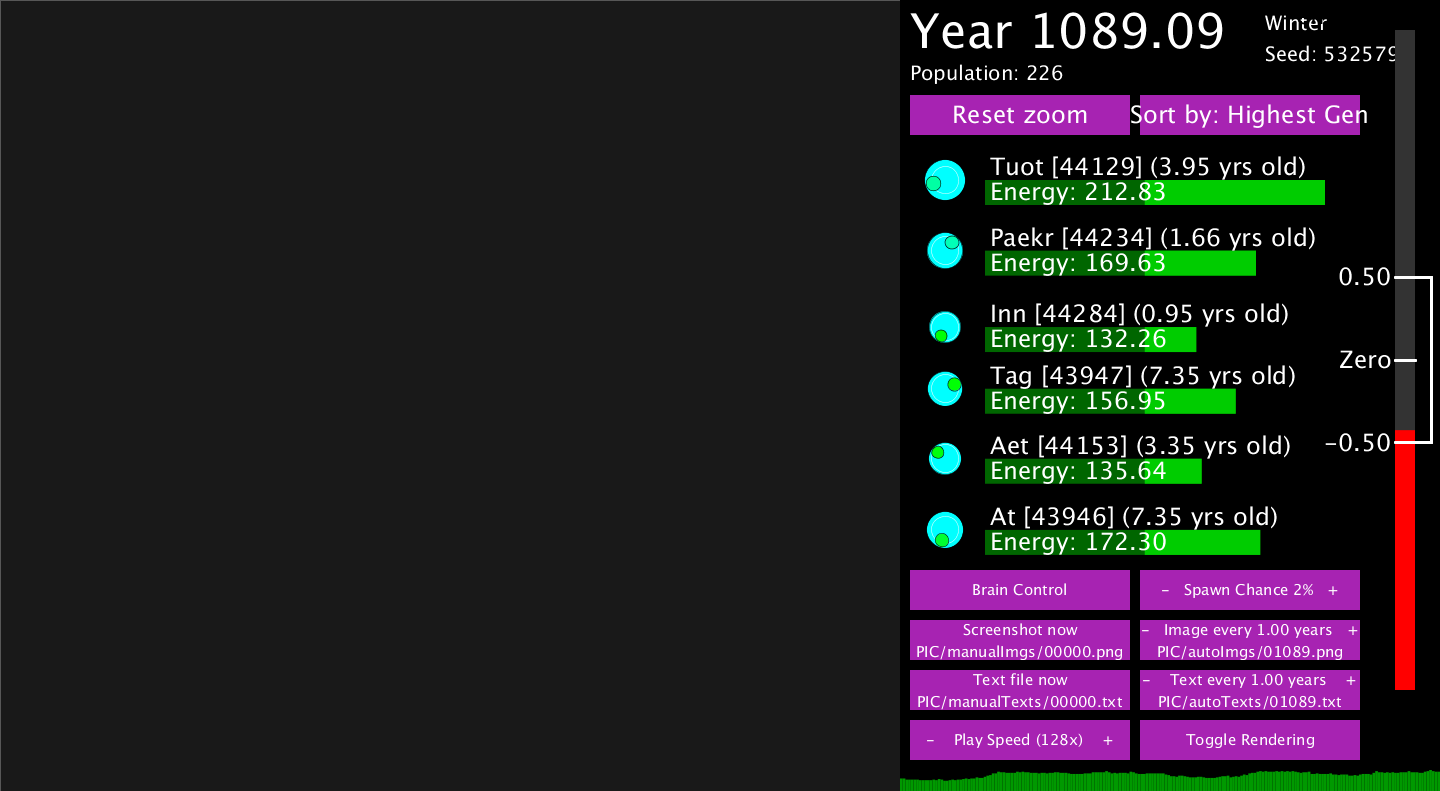 Year 1089.09
Winter
Seed: 532579
Population: 226
Reset zoom
Sort by: Highest Gen
Tuot [44129] (3.95 yrs old)
Energy: 212.83
Paekr [44234] (1.66 yrs old)
Energy: 169.63
0.50
Inn [44284] (0.95 yrs old)
Energy: 132.26
Zero
Tag [43947] (7.35 yrs old)
Energy: 156.95
-0.50
Aet [44153] (3.35 yrs old)
Energy: 135.64
At [43946] (7.35 yrs old)
Energy: 172.30
Brain Control
- Spawn Chance 2% +
Screenshot now
PIC/manualImgs/00000.png
- Image every 1.00 years +
PIC/autoImgs/01089.png
Text file now
PIC/manualTexts/00000.txt
- Text every 1.00 years +
PIC/autoTexts/01089.txt
- Play Speed (128x) +
Toggle Rendering